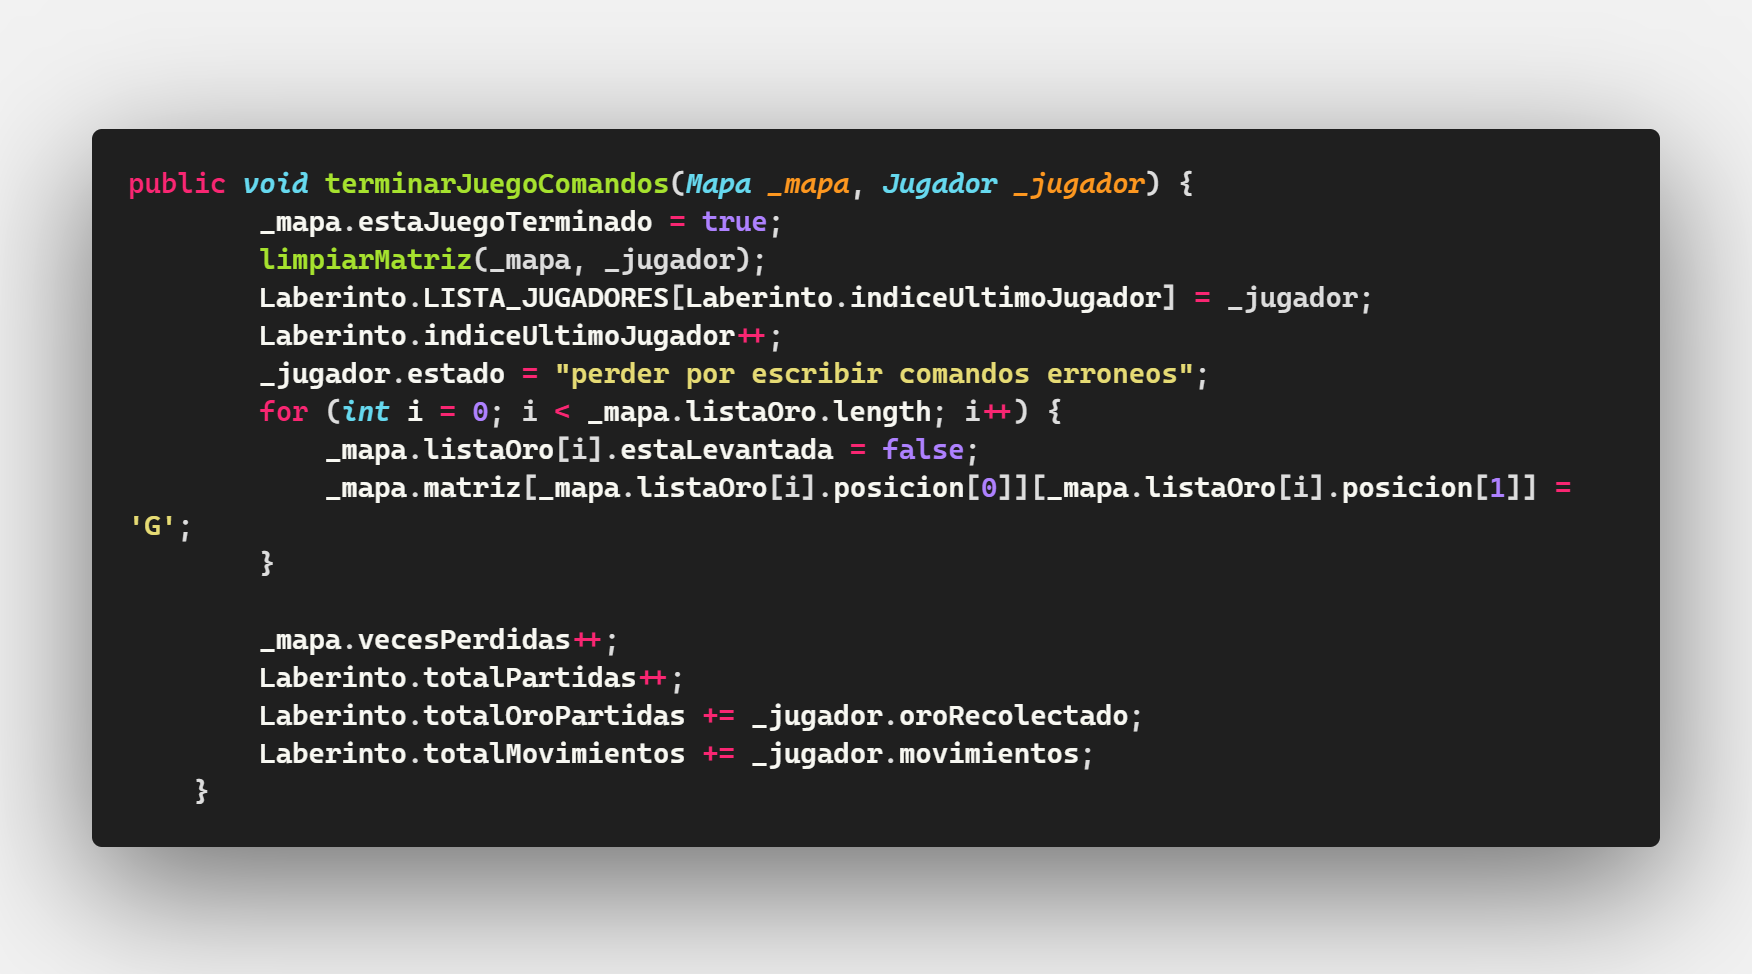 public void terminarJuegoComandos(Mapa _mapa, Jugador _jugador) {
        _mapa.estaJuegoTerminado = true;
        limpiarMatriz(_mapa, _jugador);
        Laberinto.LISTA_JUGADORES[Laberinto.indiceUltimoJugador] = _jugador;
        Laberinto.indiceUltimoJugador++;
        _jugador.estado = "perder por escribir comandos erroneos";
        for (int i = 0; i < _mapa.listaOro.length; i++) {
            _mapa.listaOro[i].estaLevantada = false;
            _mapa.matriz[_mapa.listaOro[i].posicion[0]][_mapa.listaOro[i].posicion[1]] =
'G';
        }

        _mapa.vecesPerdidas++;
        Laberinto.totalPartidas++;
        Laberinto.totalOroPartidas += _jugador.oroRecolectado;
        Laberinto.totalMovimientos += _jugador.movimientos;
    }